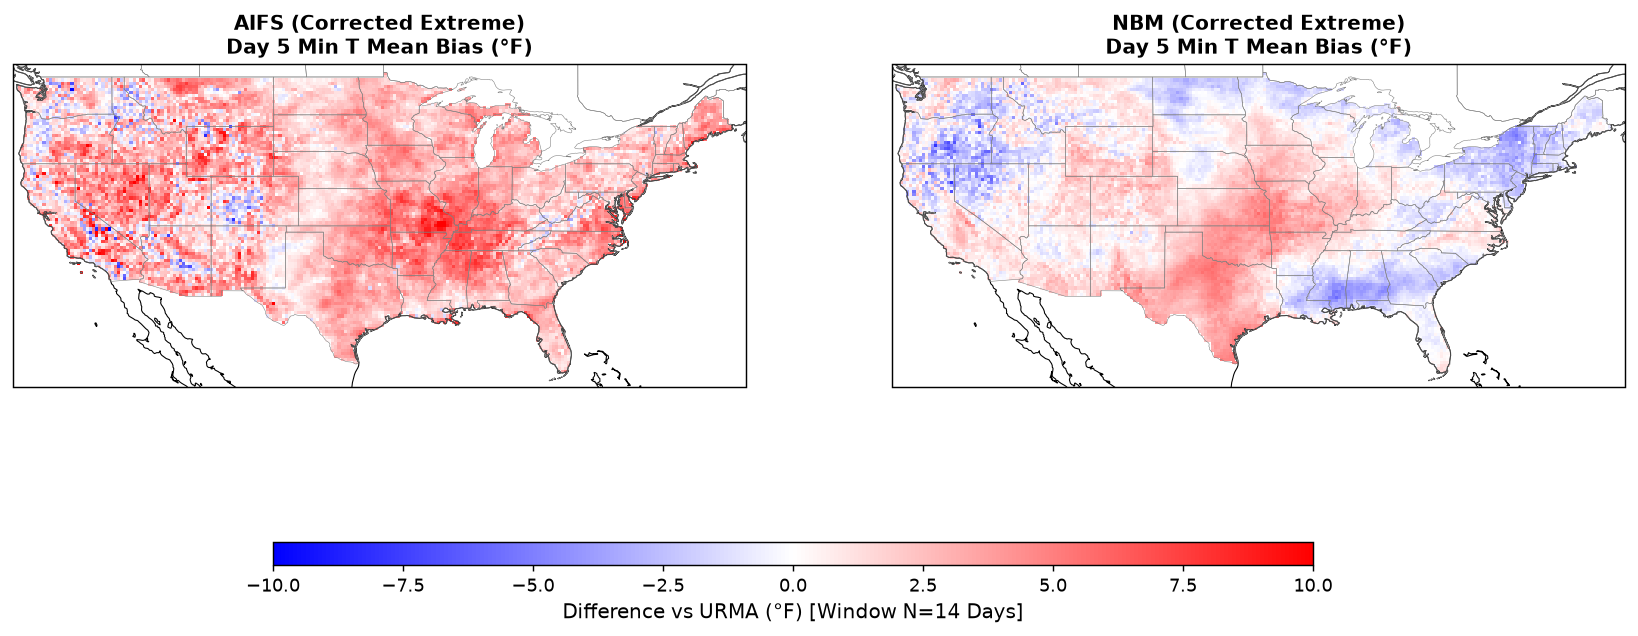 AIFS (Corrected Extreme)
Day 5 Min T Mean Bias (°F)
NBM (Corrected Extreme)
Day 5 Min T Mean Bias (°F)
−10.0 −7.5 −5.0 −2.5 0.0 2.5 5.0 7.5 10.0
Difference vs URMA (°F) [Window N=14 Days]